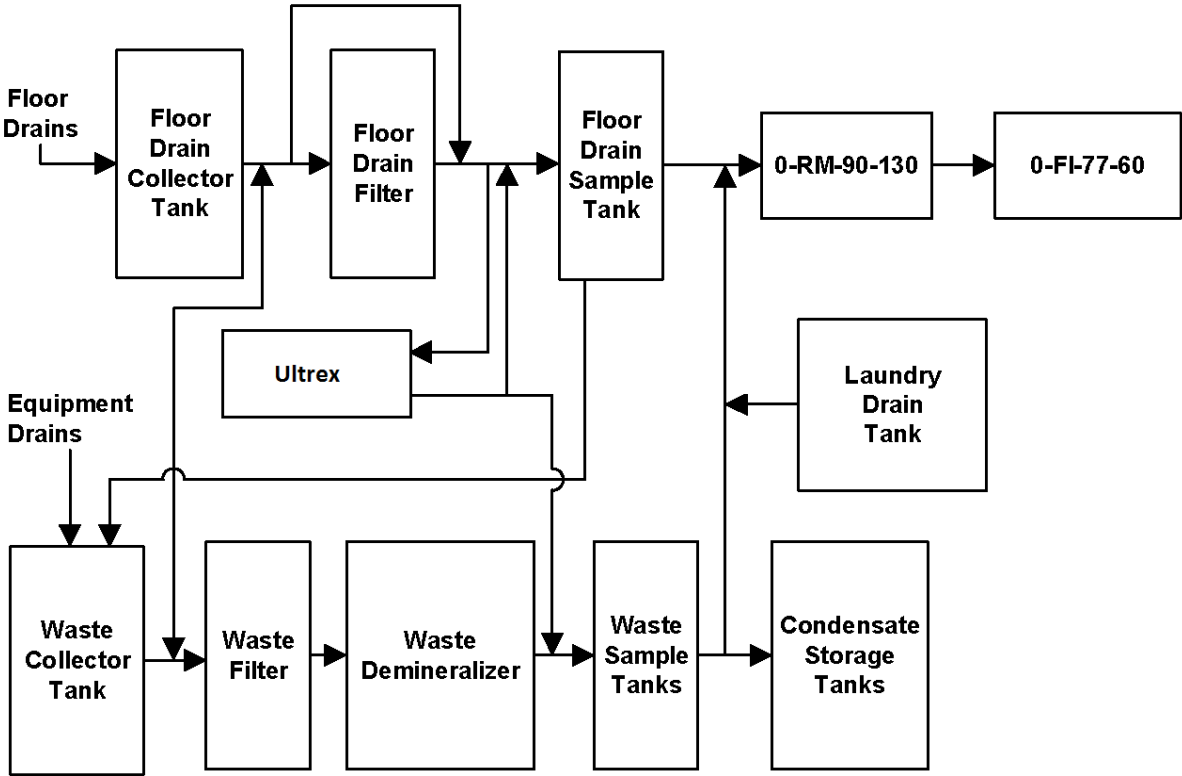 Floor
Drains
Floor
Drain
Collector
Tank
Floor
Drain
Filter
Floor
Drain
Sample
Tank
0-RM-90-130
0-FI-77-60
Ultrex
Laundry
Drain
Tank
Equipment
Drains
Waste
Collector
Tank
Waste
Filter
Waste
Demineralizer
Waste
Sample
Tanks
Condensate
Storage
Tanks